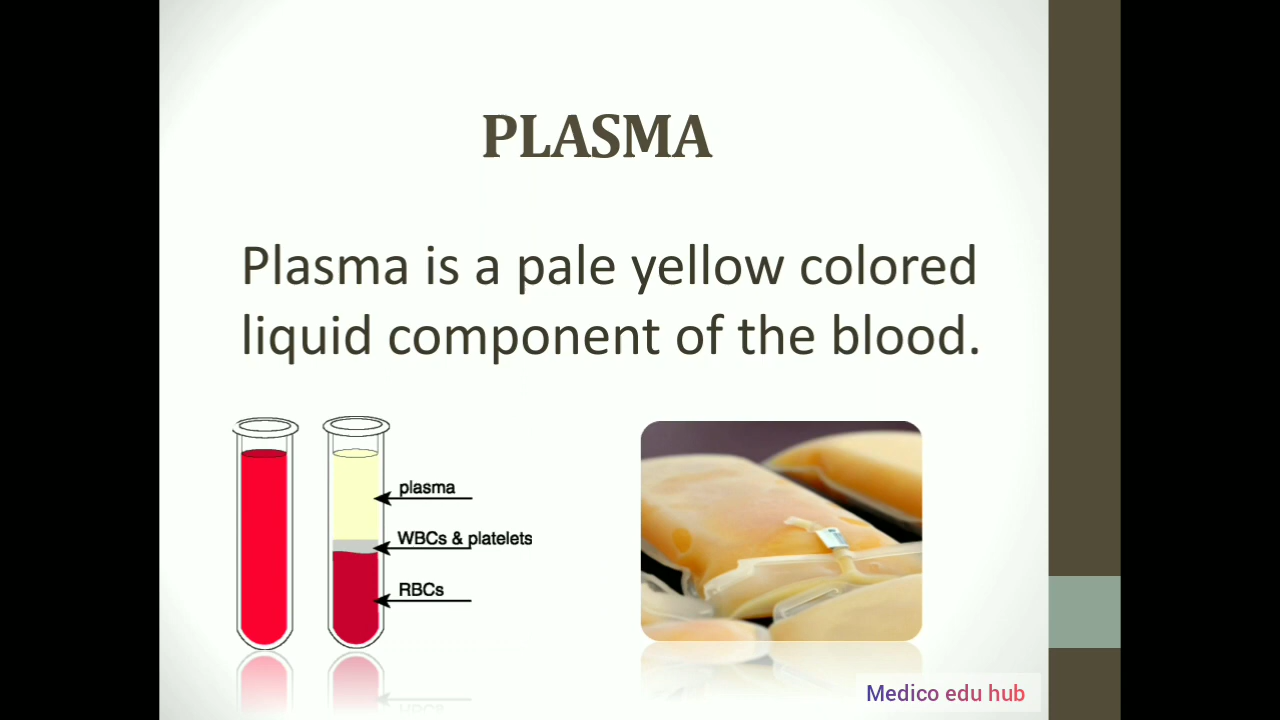 PLASMA
Plasma is a pale yellow colored
liquid component of the blood.
plasma
WBCs & platelets
RBCs
Medico edu hub